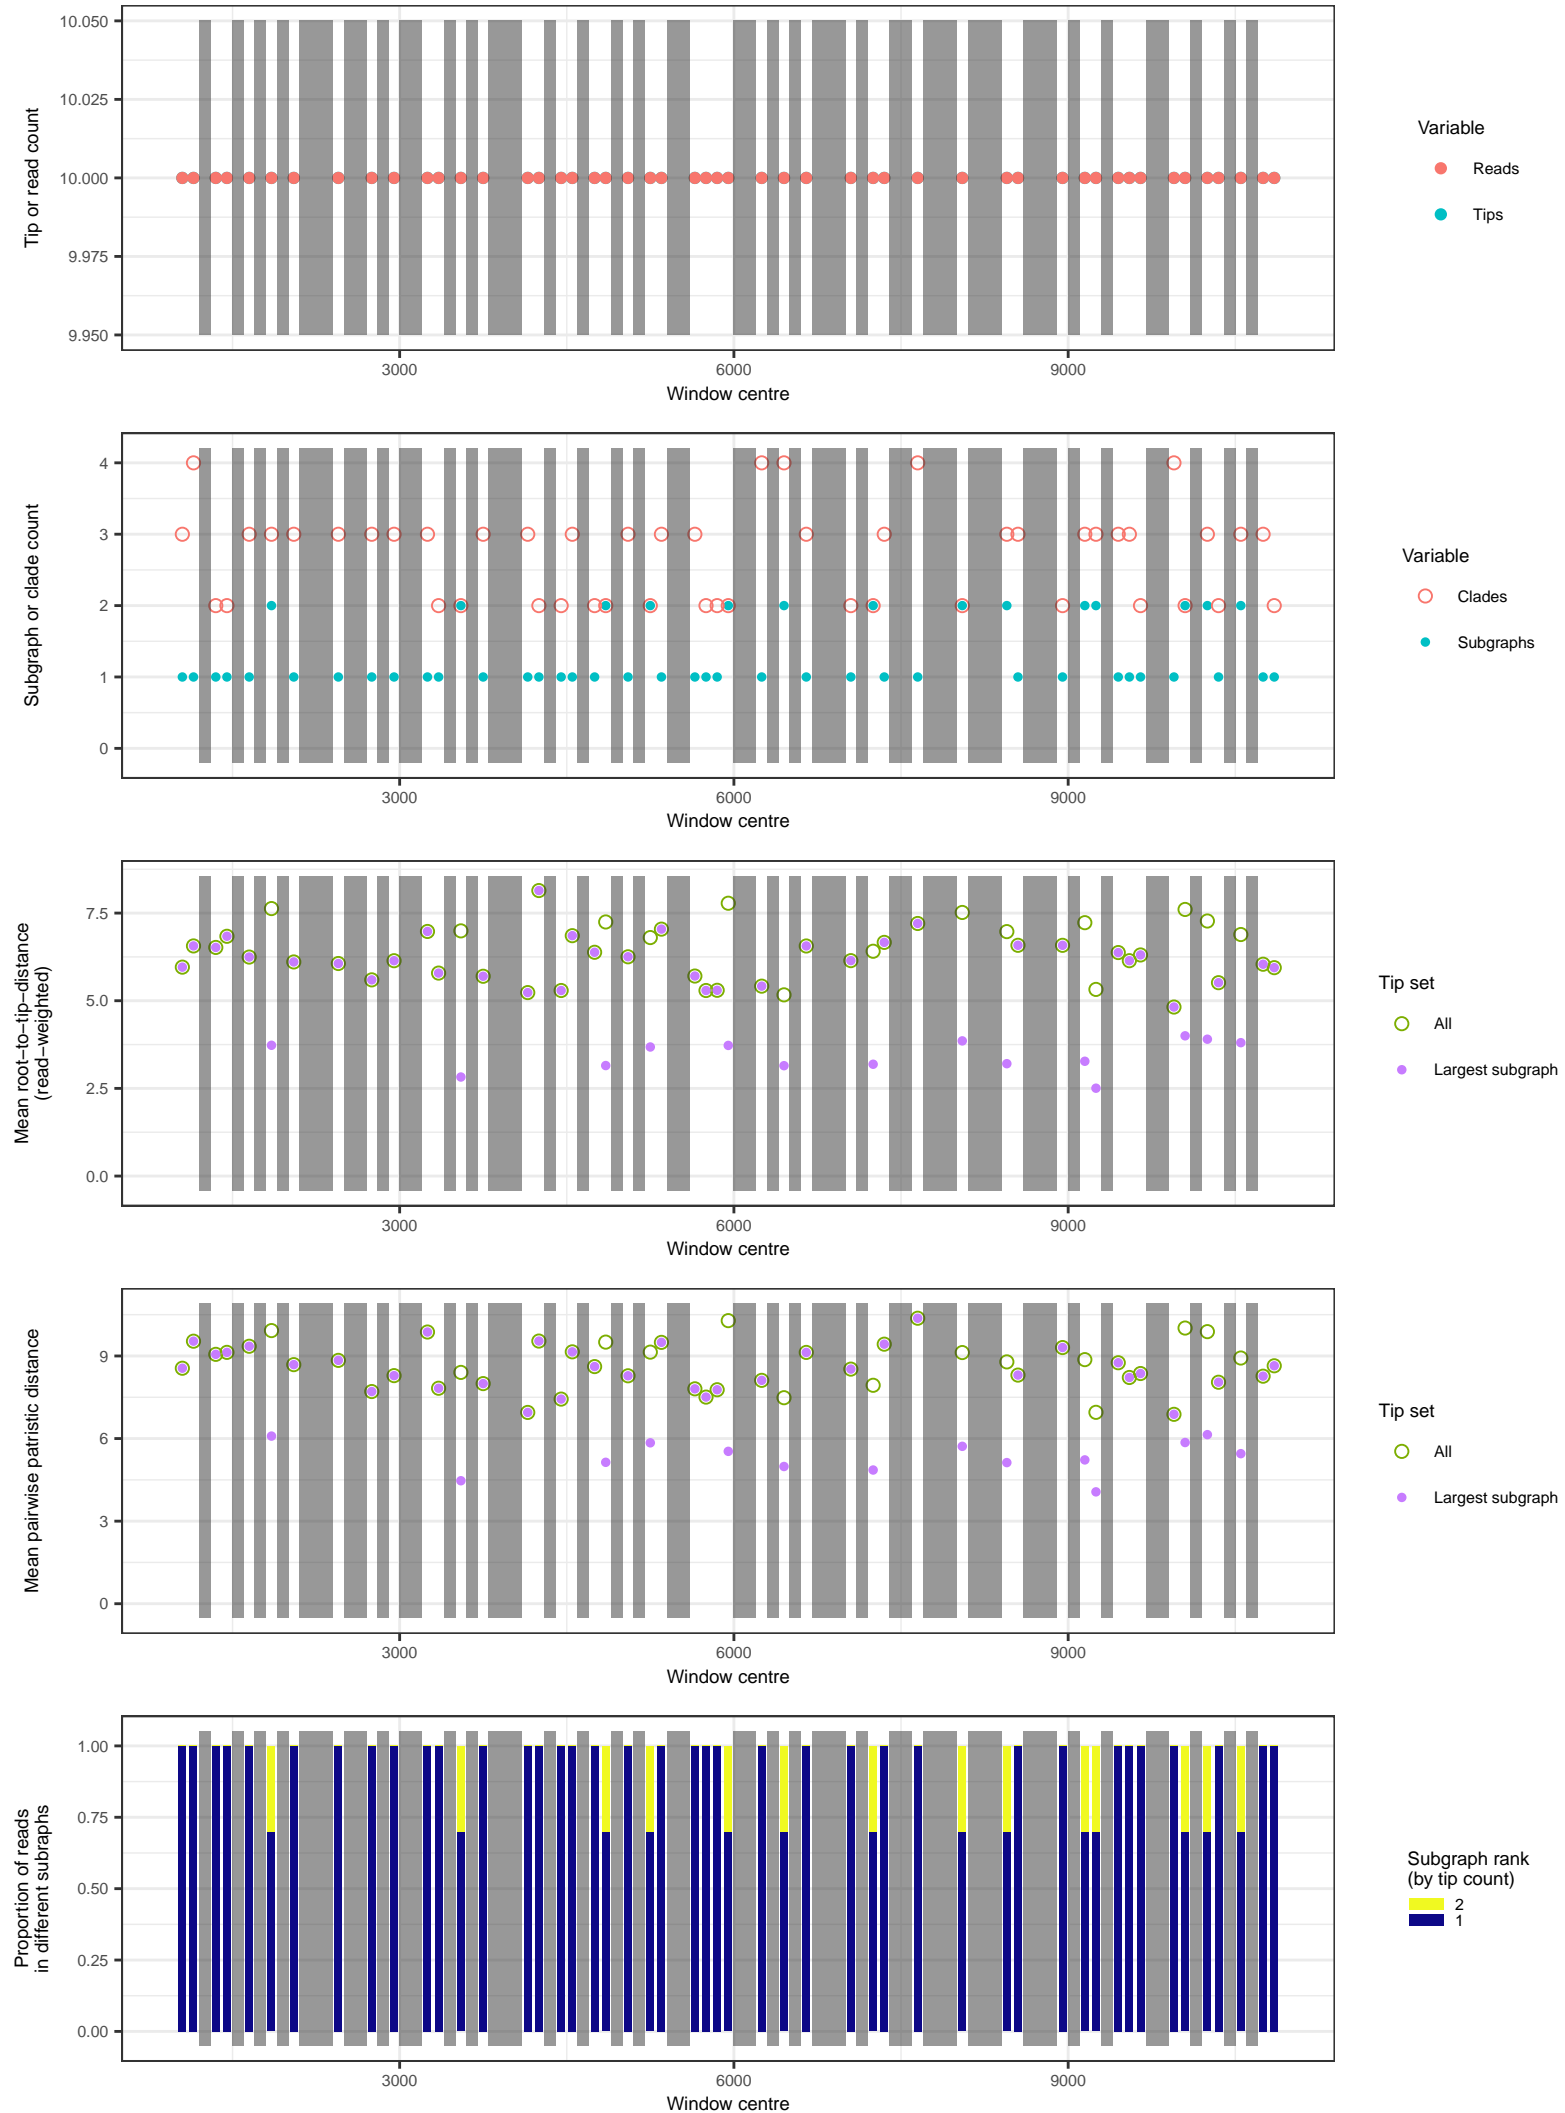 10.050
10.025
10.000
9.975
9.950
Tip or read count
3000
6000
9000
Window centre
Variable
Reads
Tips
4
3
2
1
0
Subgraph or clade count
3000
6000
9000
Window centre
Variable
Clades
Subgraphs
7.5
5.0
2.5
0.0
Mean root−to−tip−distance
(read−weighted)
3000
6000
9000
Window centre
Tip set
All
Largest subgraph
9
6
3
0
Mean pairwise patristic distance
3000
6000
9000
Window centre
Tip set
All
Largest subgraph
1.00
0.75
0.50
0.25
0.00
Proportion of reads
in different subraphs
3000
6000
9000
Window centre
Subgraph rank
(by tip count)
2
1